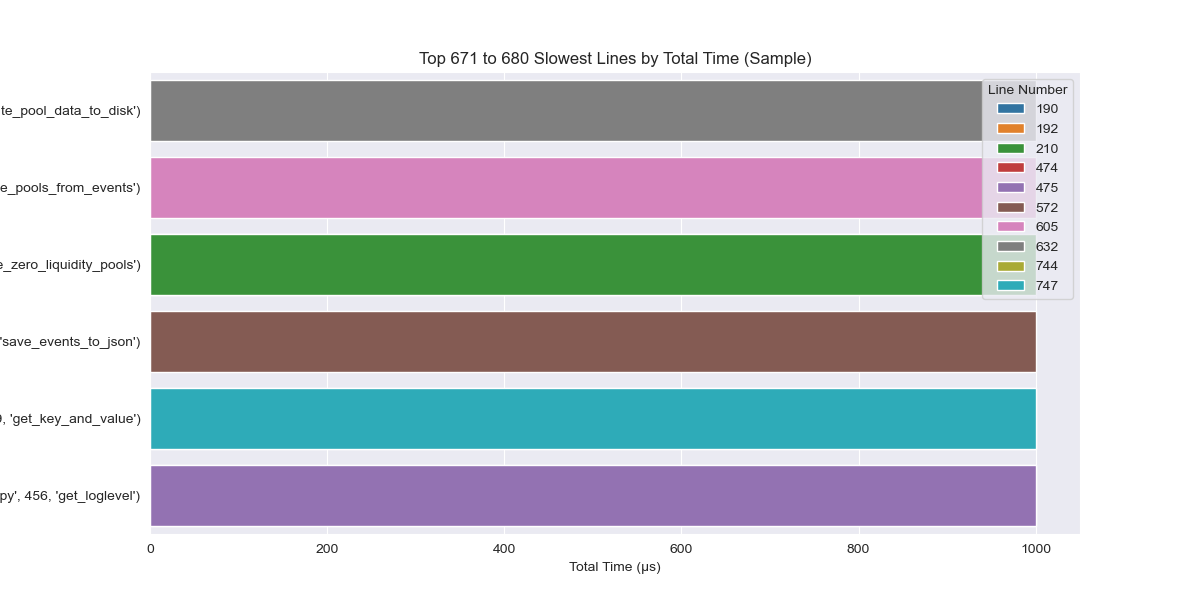 Top 671 to 680 Slowest Lines by Total Time (Sample)
te_pool_data_to_disk')
e_pools_from_events')
e_zero_liquidity_pools')
'save_events_to_json')
9, 'get_key_and_value')
py', 456, 'get_loglevel')
0 200 400 600 800 1000
Total Time (µs)
Line Number
190
192
210
474
475
572
605
632
744
747